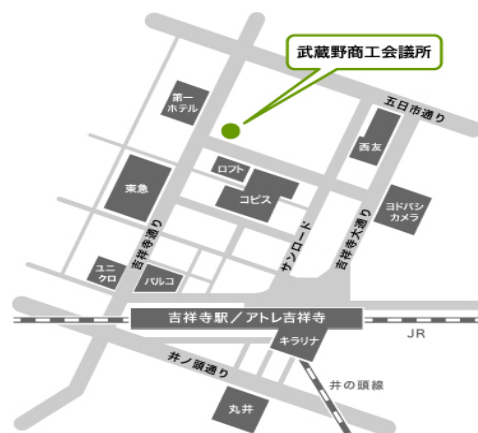 武蔵野商工会議所
五日市通り
第一
ホテル
西友
ロフト
コピス
東急
ヨドバシ
カメラ
サンロード
吉祥寺大通り
吉祥寺通り
ユニ
クロ
パルコ
吉祥寺駅/アトレ吉祥寺
JR
キラリナ
井ノ頭通り
井の頭線
丸井